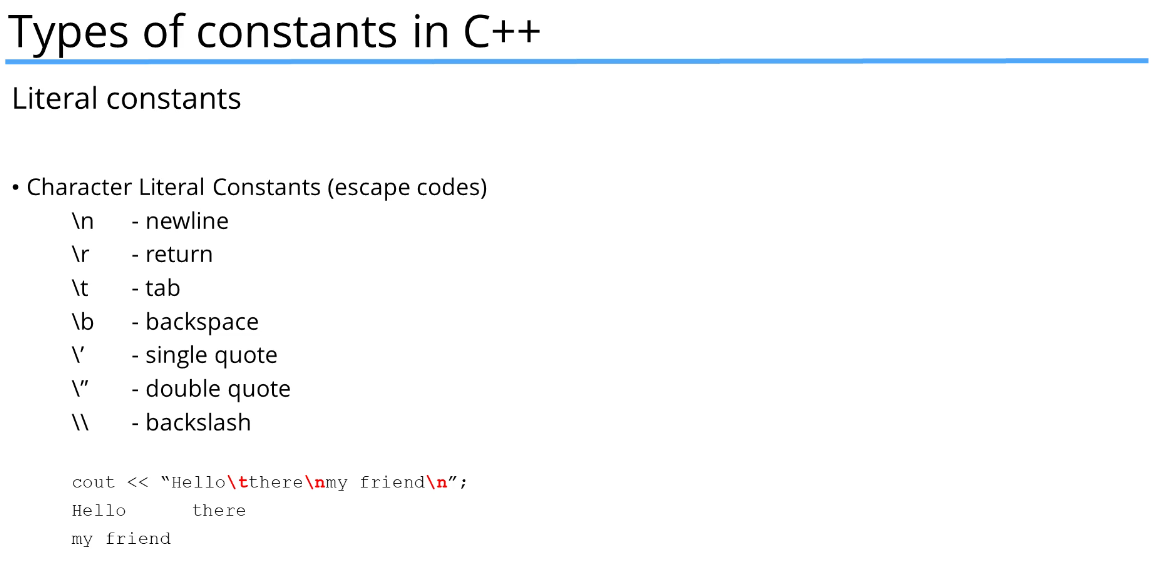 Types of constants in C++
Literal constants
• Character Literal Constants (escape codes)
\n - newline
\r - return
\t - tab
\b - backspace
\’ - single quote
\” - double quote
\\ - backslash
cout << “Hello\tthere\nmy friend\n”;
Hello there
my friend